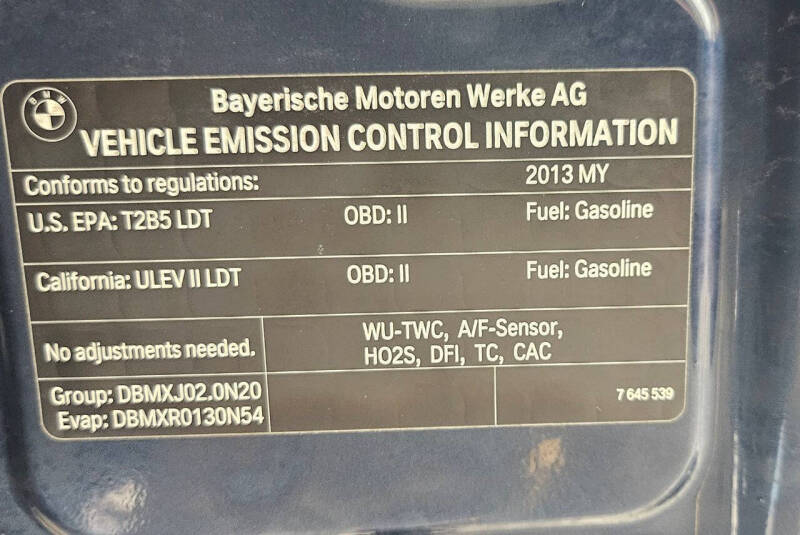 BMW
Bayerische Motoren Werke AG
VEHICLE EMISSION CONTROL INFORMATION
Conforms to regulations: 2013 MY
U.S. EPA: T2B5 LDT OBD: II Fuel: Gasoline
California: ULEV II LDT OBD: II Fuel: Gasoline
No adjustments needed.
WU-TWC, A/F-Sensor,
HO2S, DFI, TC, CAC
Group: DBMXJ02.0N20
Evap: DBMXR0130N54
7 645 539